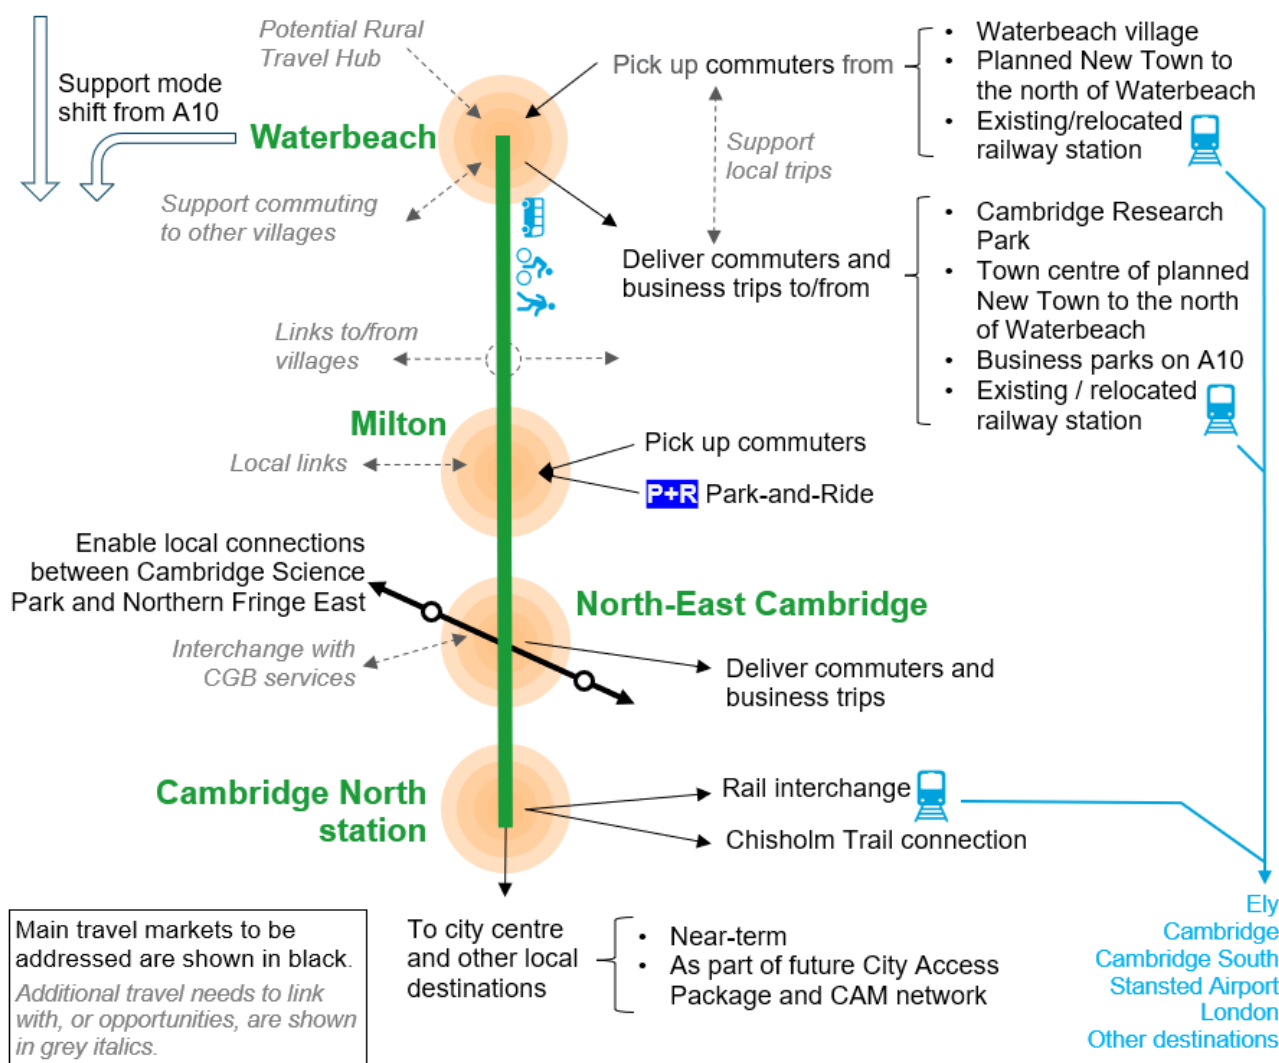 Potential Rural
Travel Hub
Support mode
shift from A10
Waterbeach
Pick up commuters from
• Waterbeach village
• Planned New Town to
the north of Waterbeach
• Existing/relocated
railway station
Support
local trips
Support commuting
to other villages
Deliver commuters and
business trips to/from
• Cambridge Research
Park
• Town centre of planned
New Town to the north
of Waterbeach
• Business parks on A10
• Existing / relocated
railway station
Links to/from
villages
Milton
Local links
Pick up commuters
P+R Park-and-Ride
Enable local connections
between Cambridge Science
Park and Northern Fringe East
North-East Cambridge
Interchange with
CGB services
Deliver commuters and
business trips
Cambridge North
station
Rail interchange
Chisholm Trail connection
To city centre
and other local
destinations
• Near-term
• As part of future City Access
Package and CAM network
Ely
Cambridge
Cambridge South
Stansted Airport
London
Other destinations
Main travel markets to be
addressed are shown in black.
Additional travel needs to link
with, or opportunities, are shown
in grey italics.